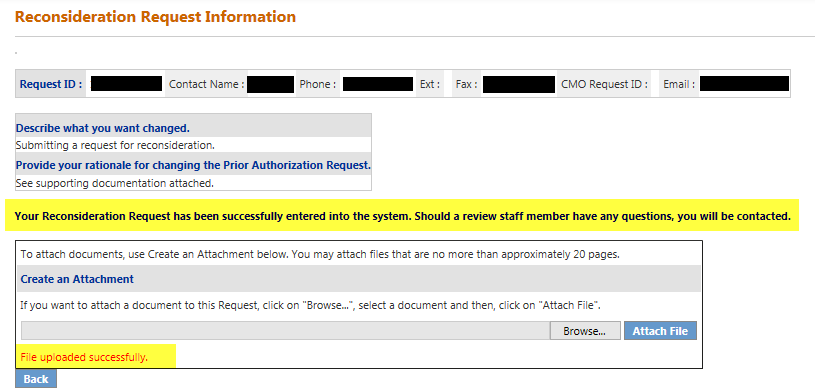 Reconsideration Request Information
Request ID : Contact Name : Phone : Ext : Fax : CMO Request ID : Email :
Describe what you want changed.
Submitting a request for reconsideration.
Provide your rationale for changing the Prior Authorization Request.
See supporting documentation attached.
Your Reconsideration Request has been successfully entered into the system. Should a review staff member have any questions, you will be contacted.
To attach documents, use Create an Attachment below. You may attach files that are no more than approximately 20 pages.
Create an Attachment
If you want to attach a document to this Request, click on "Browse...", select a document and then, click on "Attach File".
Browse... Attach File
File uploaded successfully.
Back